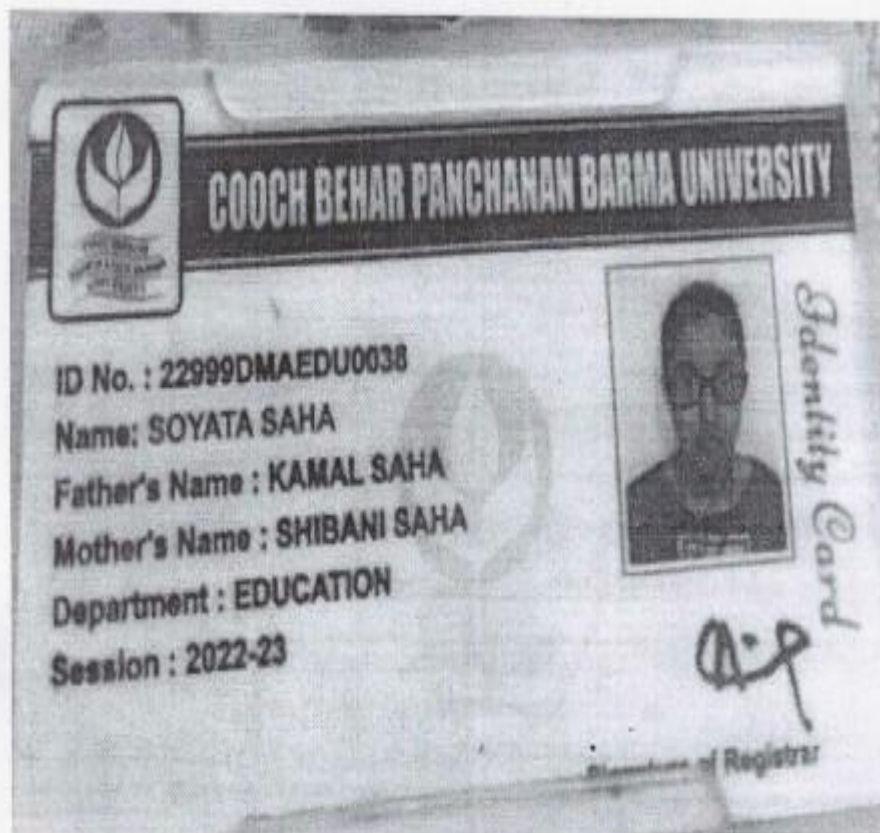 COOCH BEHAR PANCHANAN BARMA UNIVERSITY
ID No. : 22999DMAEDU0038
Name: SOYATA SAHA
Father's Name : KAMAL SAHA
Mother's Name : SHIBANI SAHA
Department : EDUCATION
Session : 2022-23
Identity Card
of Registrar